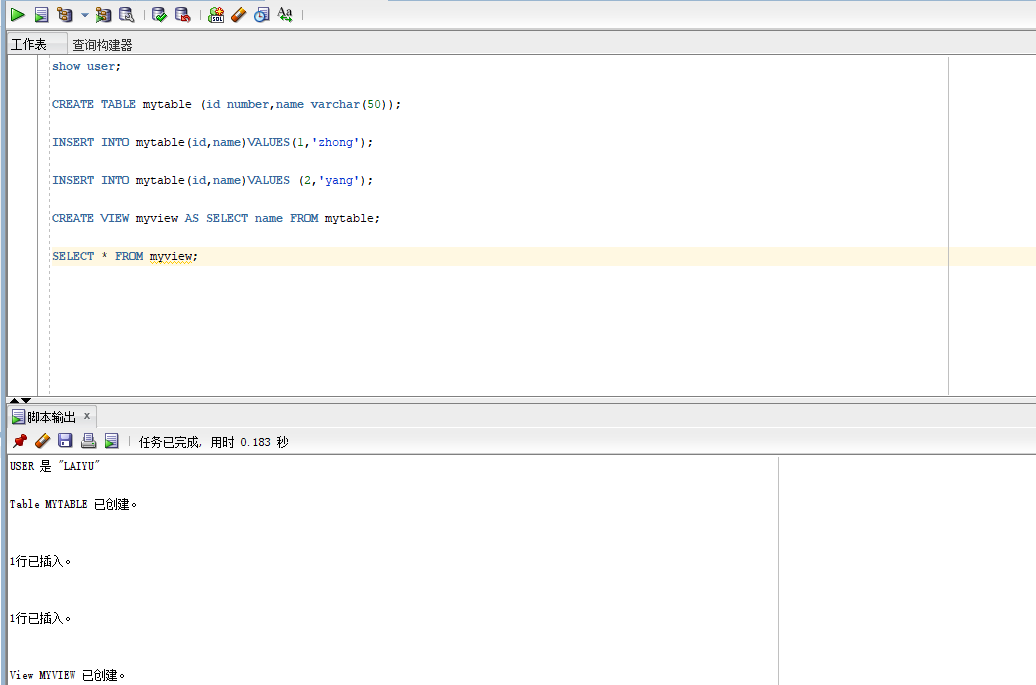 工作表 查询构建器
show user;
CREATE TABLE mytable (id number,name varchar(50));
INSERT INTO mytable(id,name)VALUES(1,'zhong');
INSERT INTO mytable(id,name)VALUES (2,'yang');
CREATE VIEW myview AS SELECT name FROM mytable;
SELECT * FROM myview;
脚本输出 x
任务已完成, 用时 0.183 秒
USER 是 "LAIYU"
Table MYTABLE 已创建。
1行已插入。
1行已插入。
View MYVIEW 已创建。